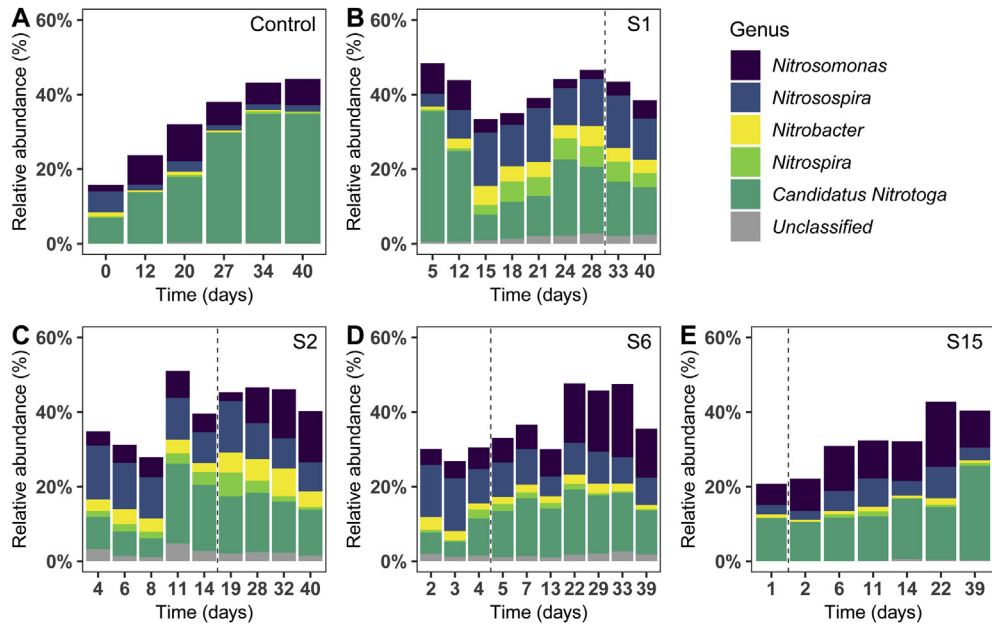 A
Control
Relative abundance (%)
60%
40%
20%
0%
0 12 20 27 34 40
Time (days)
B
S1
Relative abundance (%)
60%
40%
20%
0%
5 12 15 18 21 24 28 33 40
Time (days)
Genus
Nitrosomonas
Nitrosospira
Nitrobacter
Nitrospira
Candidatus Nitrotoga
Unclassified
C
S2
Relative abundance (%)
60%
40%
20%
0%
4 6 8 11 14 19 28 32 40
Time (days)
D
S6
Relative abundance (%)
60%
40%
20%
0%
2 3 4 5 7 13 22 29 33 39
Time (days)
E
S15
Relative abundance (%)
60%
40%
20%
0%
1 2 6 11 14 22 39
Time (days)